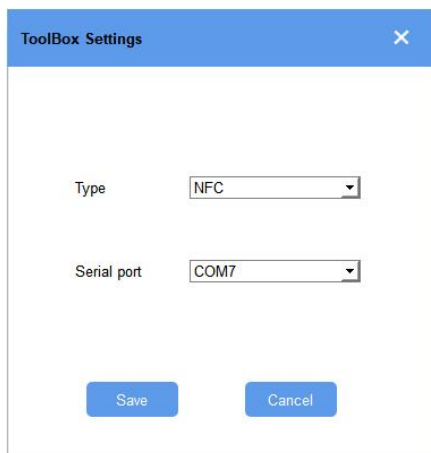 ToolBox Settings
Type NFC
Serial port COM7
Save Cancel